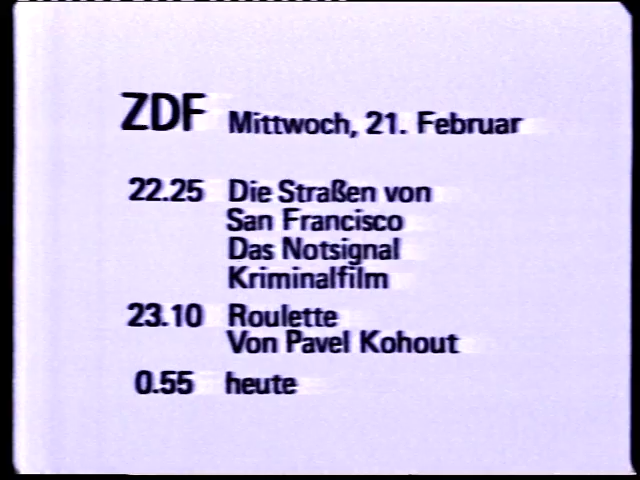 ZDF Mittwoch, 21. Februar
22.25 Die Straßen von
San Francisco
Das Notsignal
Kriminalfilm
23.10 Roulette
Von Pavel Kohout
0.55 heute